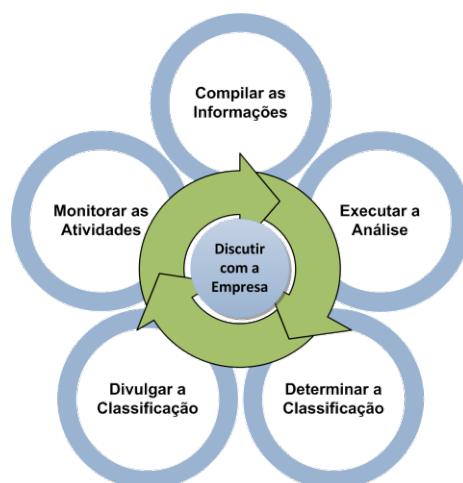 Compilar as
Informações
Executar a
Análise
Determinar a
Classificação
Divulgar a
Classificação
Monitorar as
Atividades
Discutir
com a
Empresa